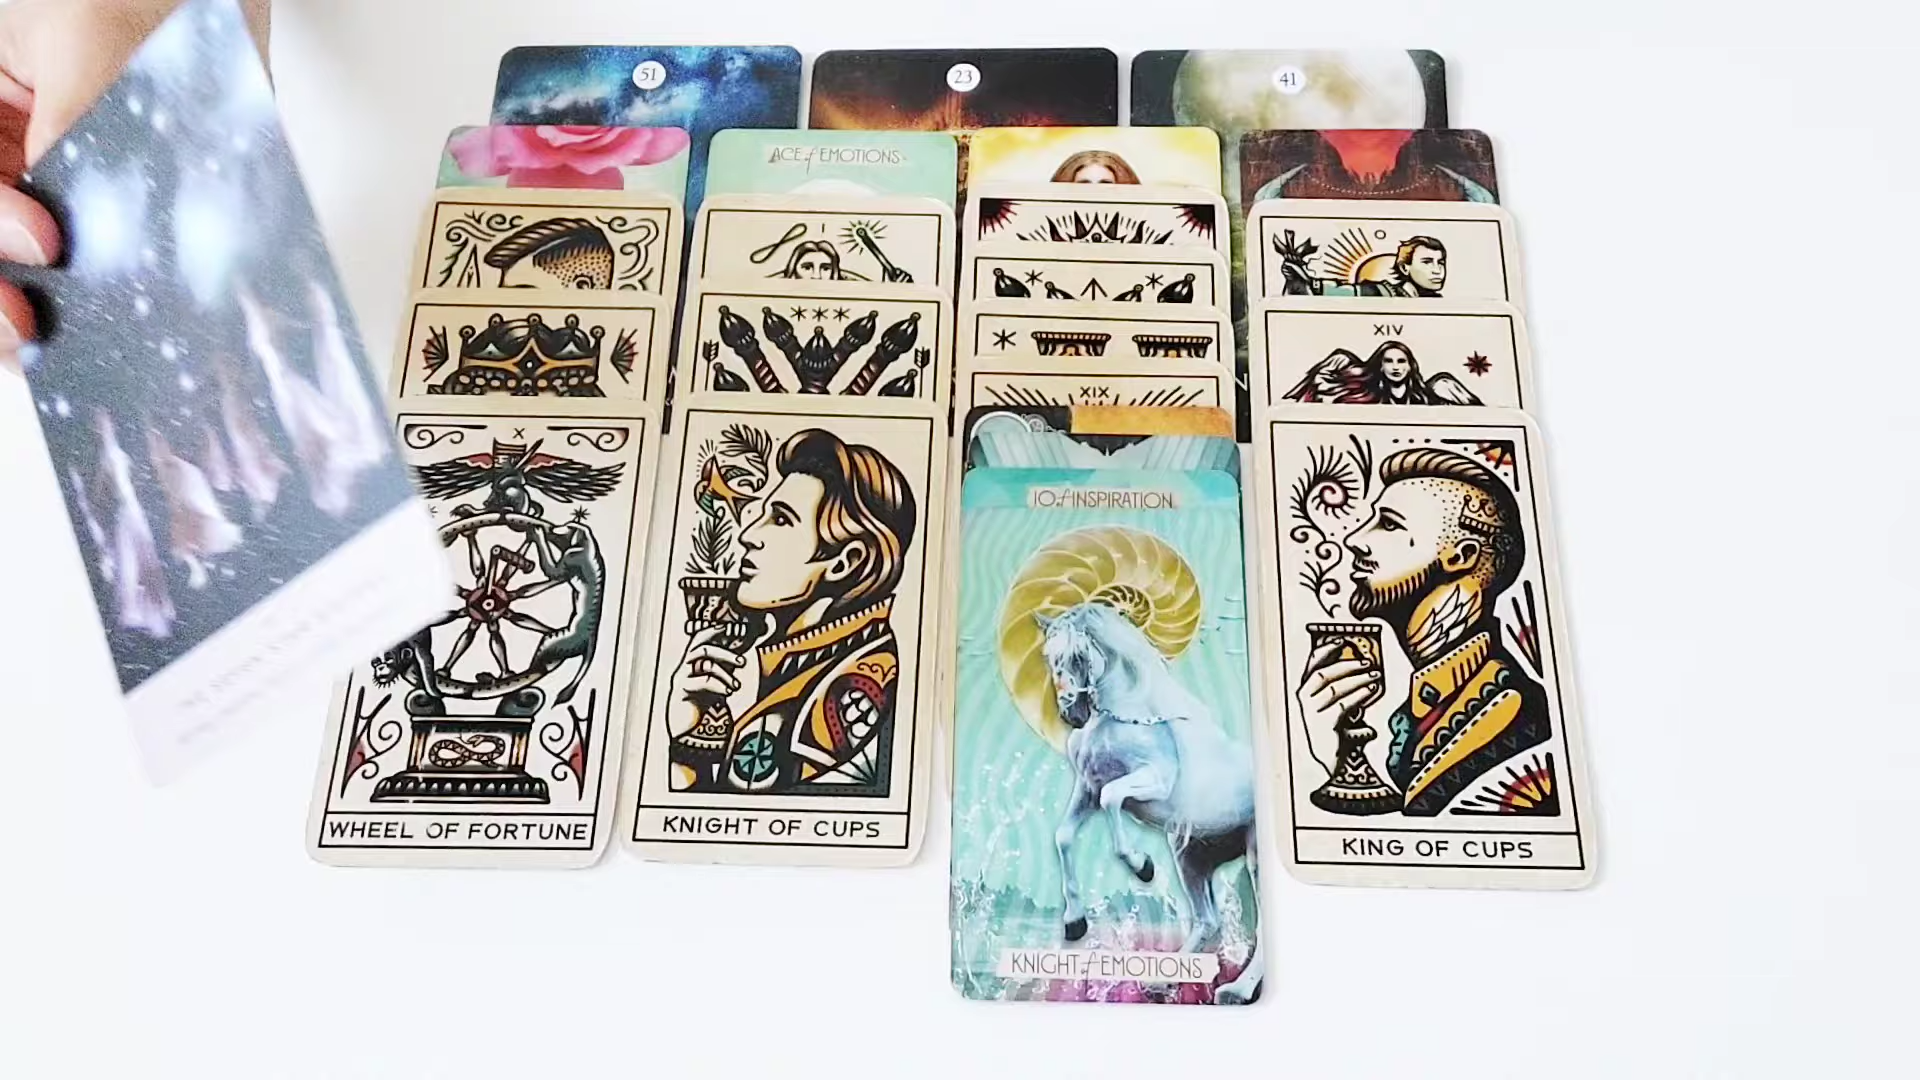 51
23
41
ACE of EMOTIONS
I
O
XIV
XIX
X
10 of INSPIRATION
WHEEL OF FORTUNE
KNIGHT OF CUPS
KING OF CUPS
KNIGHT of EMOTIONS